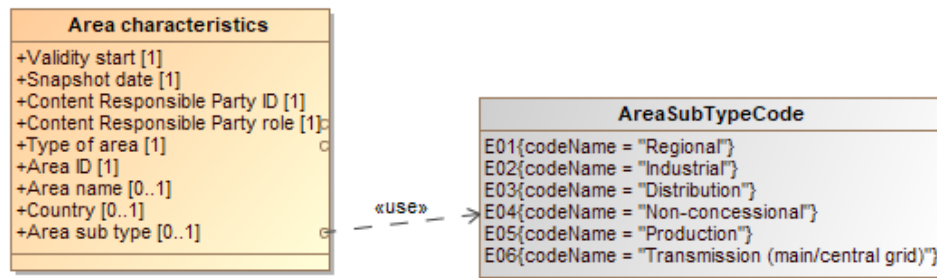 Area characteristics
+Validity start [1]
+Snapshot date [1]
+Content Responsible Party ID [1]
+Content Responsible Party role [1]
+Type of area [1]
+Area ID [1]
+Area name [0..1]
+Country [0..1]
+Area sub type [0..1]
«use»
AreaSubTypeCode
E01{codeName = "Regional"}
E02{codeName = "Industrial"}
E03{codeName = "Distribution"}
E04{codeName = "Non-concessional"}
E05{codeName = "Production"}
E06{codeName = "Transmission (main/central grid)"}